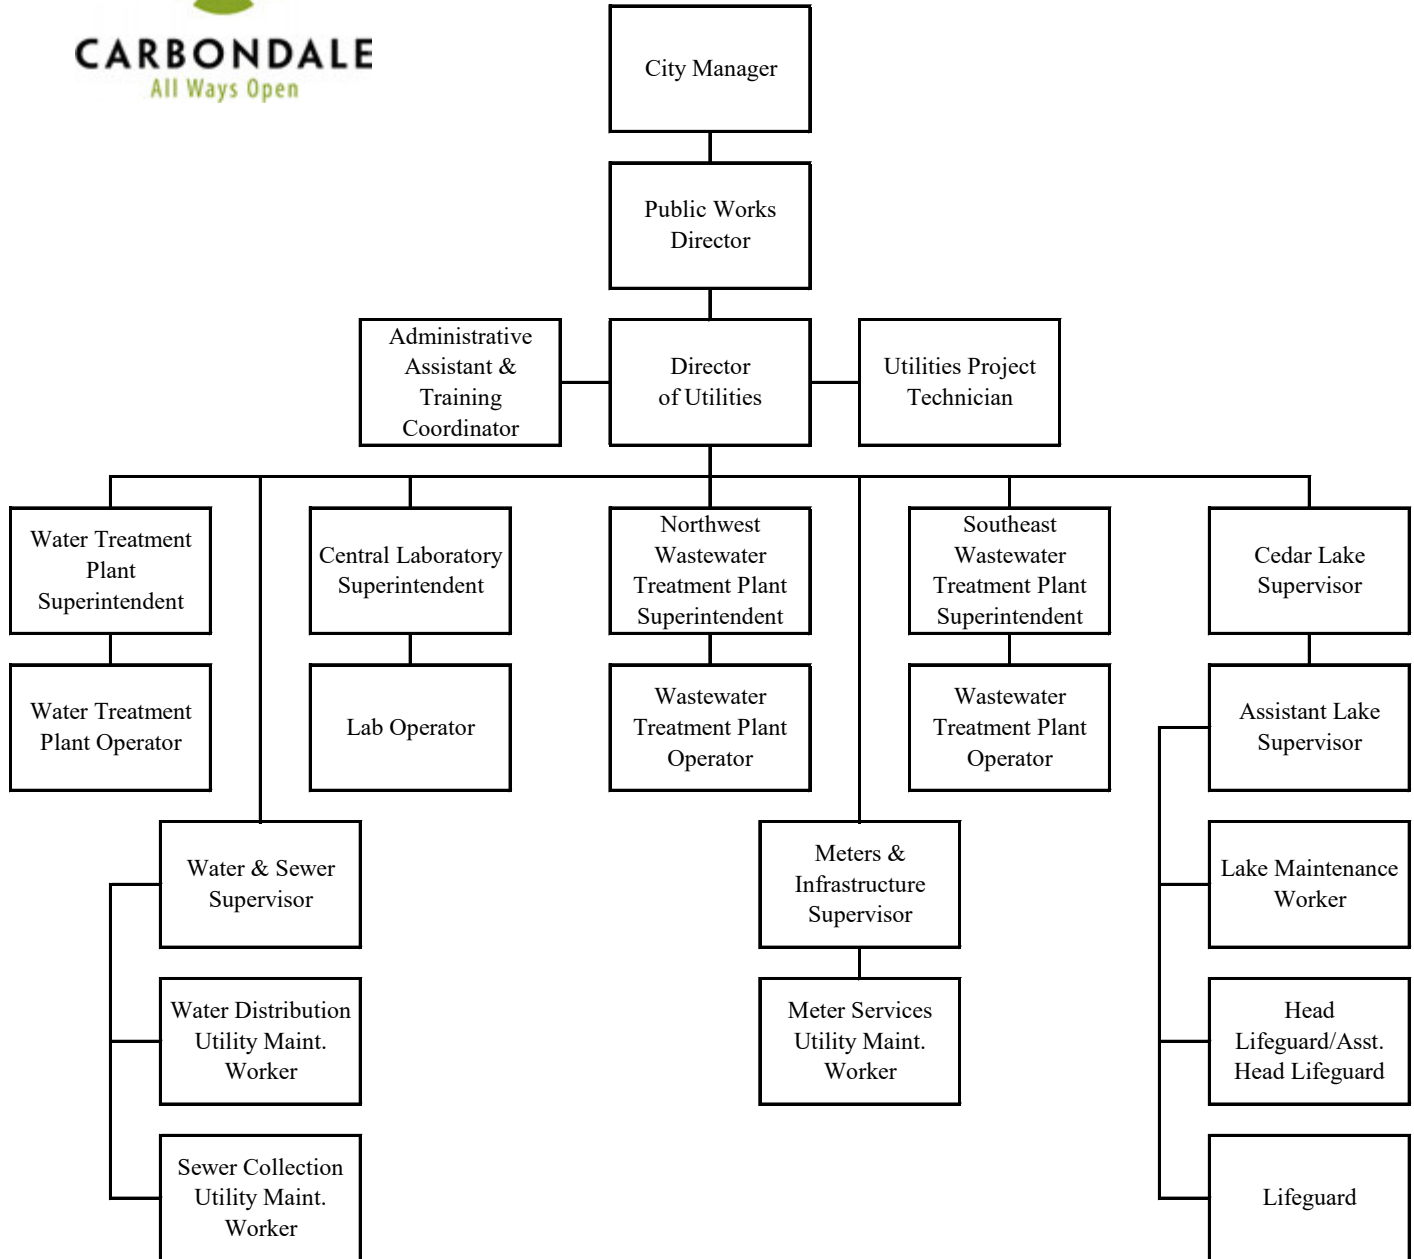 CARBONDALE
All Ways Open
City Manager
Public Works
Director
Administrative
Assistant &
Training
Coordinator
Director
of Utilities
Utilities Project
Technician
Water Treatment
Plant
Superintendent
Central Laboratory
Superintendent
Northwest
Wastewater
Treatment Plant
Superintendent
Southeast
Wastewater
Treatment Plant
Superintendent
Cedar Lake
Supervisor
Water Treatment
Plant Operator
Lab Operator
Wastewater
Treatment Plant
Operator
Wastewater
Treatment Plant
Operator
Assistant Lake
Supervisor
Water & Sewer
Supervisor
Meters &
Infrastructure
Supervisor
Lake Maintenance
Worker
Water Distribution
Utility Maint.
Worker
Meter Services
Utility Maint.
Worker
Head
Lifeguard/Asst.
Head Lifeguard
Sewer Collection
Utility Maint.
Worker
Lifeguard